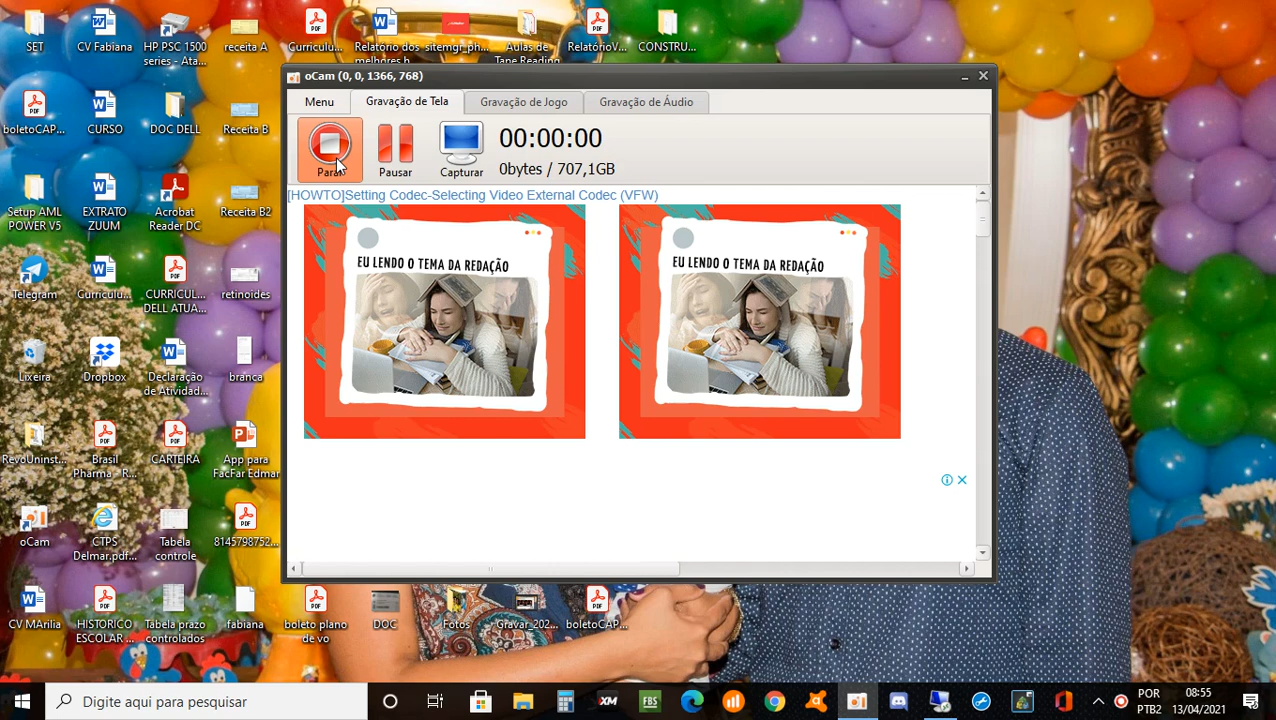 SET
CV Fabiana
HP PSC 1500
series - Ata...
receita A
Curriculu...
Relatório dos
melhores h
sitemgr_ph...
Aulas de
Tape Reading
RelatórioV...
CONSTRU...
oCam (0, 0, 1366, 768)
Menu
Gravação de Tela
Gravação de Jogo
Gravação de Áudio
boletoCAP...
CURSO
DOC DELL
Receita B
00:00:00
0bytes / 707,1GB
Parar
Pausar
Capturar
[HOWTO]Setting Codec-Selecting Video External Codec (VFW)
Setup AML
POWER V5
EXTRATO
ZUUM
Acrobat
Reader DC
Receita B2
EU LENDO O TEMA DA REDAÇÃO
EU LENDO O TEMA DA REDAÇÃO
Telegram
Curriculu...
CURRICUL...
DELL ATUA...
retinoides
Lixeira
Dropbox
Declaração
de Atividad...
branca
RevoUninst...
Brasil
Pharma - R...
CARTEIRA
App para
FacFar Edmar
oCam
CTPS
Delmar.pdf...
Tabela
controle
8145798752...
CV MArilia
HISTORICO
ESCOLAR ...
Tabela prazo
controlados
fabiana
boleto plano
de vo
DOC
Fotos
Gravar_202...
boletoCAP...
Digite aqui para pesquisar
XM
FBS
POR
PTB2
08:55
13/04/2021